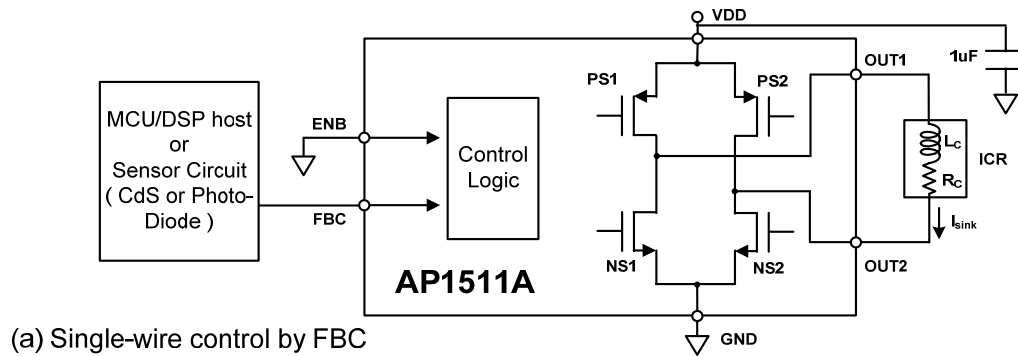 VDD
1uF
OUT1
PS1
PS2
MCU/DSP host
or
Sensor Circuit
( CdS or Photo-
Diode )
ENB
FBC
Control
Logic
LC
RC
ICR
Isink
NS1
NS2
OUT2
AP1511A
GND
(a) Single-wire control by FBC